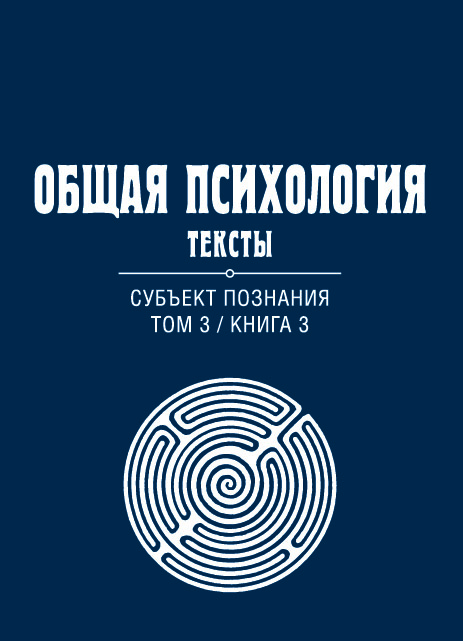 ОБЩАЯ ПСИХОЛОГИЯ
ТЕКСТЫ
СУБЪЕКТ ПОЗНАНИЯ
ТОМ 3 / КНИГА 3